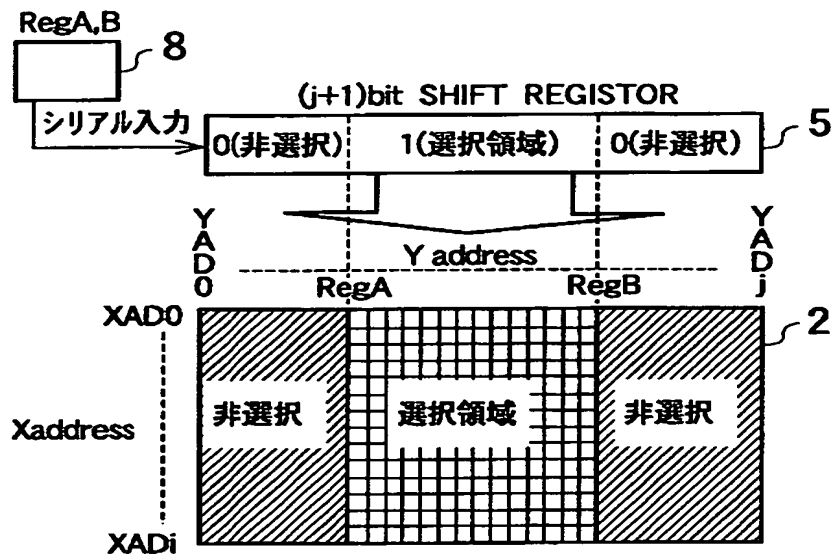 RegA,B
8
(j+1)bit SHIFT REGISTOR
シリアル入力
0(非選択)
1(選択領域)
0(非選択)
5
YAD0
Y address
YADj
RegA
RegB
XAD0
2
非選択
選択領域
非選択
Xaddress
XADi